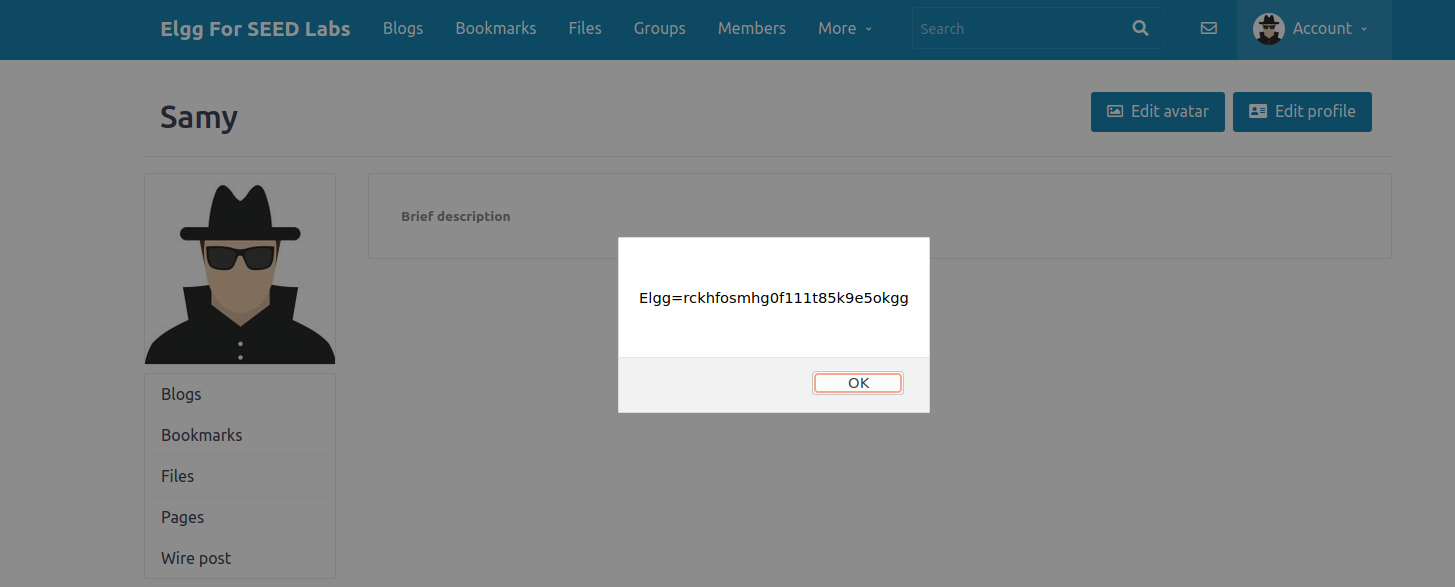 Elgg For SEED Labs Blogs Bookmarks Files Groups Members More Search Account
Samy Edit avatar Edit profile
Brief description
Elgg=rckhfosmhg0f111t85k9e5okgg
OK
Blogs
Bookmarks
Files
Pages
Wire post